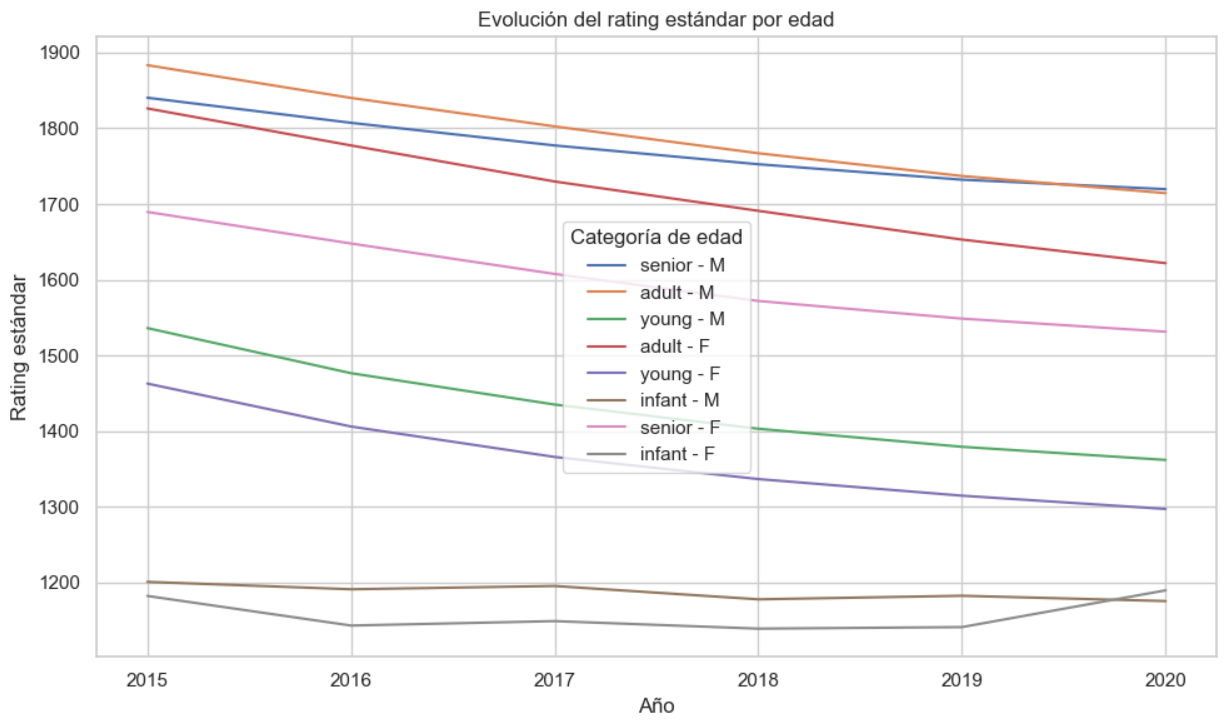 Evolución del rating estándar por edad
Rating estándar
1900
1800
1700
1600
1500
1400
1300
1200
Categoría de edad
senior - M
adult - M
young - M
adult - F
young - F
infant - M
senior - F
infant - F
2015
2016
2017
2018
2019
2020
Año